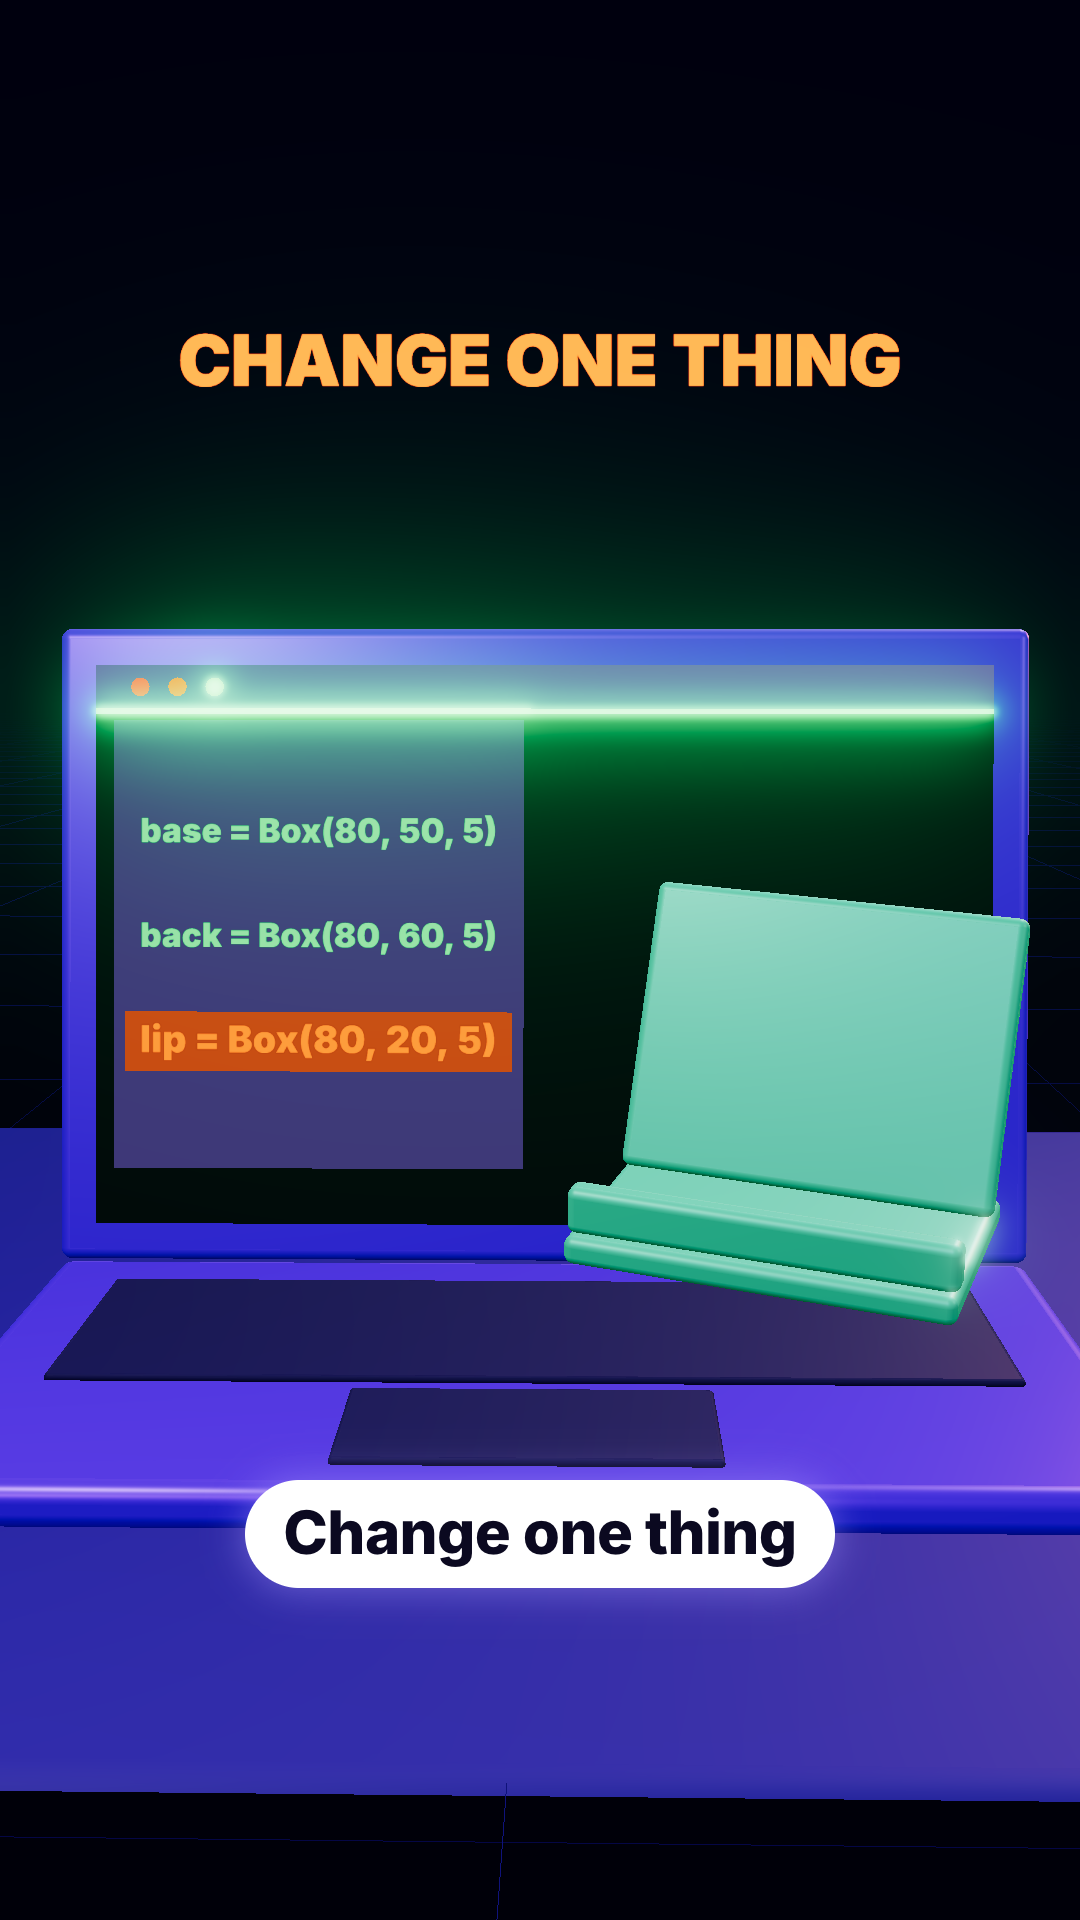 CHANGE ONE THING
base = Box(80, 50, 5)
back = Box(80, 60, 5)
lip = Box(80, 20, 5)
Change one thing